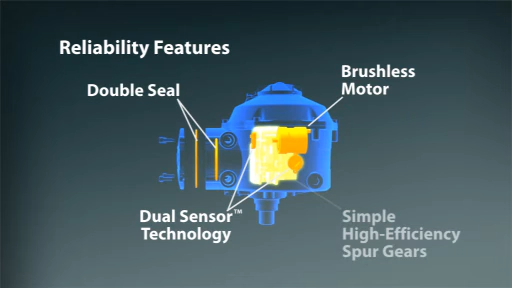 Reliability Features
Double Seal
Brushless
Motor
Dual Sensor™
Technology
Simple
High-Efficiency
Spur Gears